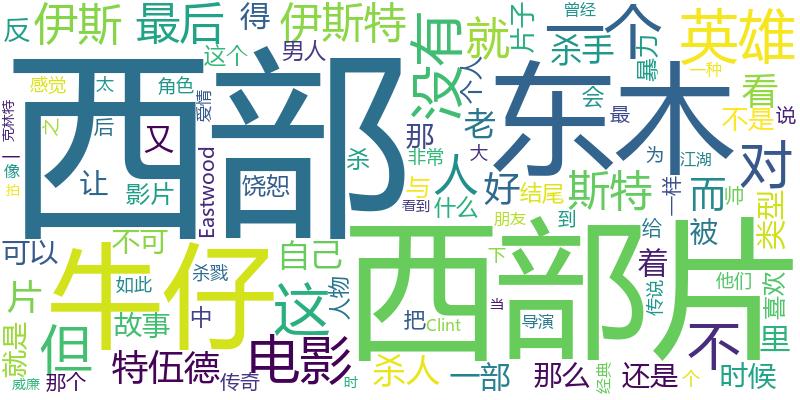 反
伊斯
最后
得
伊斯特
就
片子
曾经
一个
英雄
这个
男人
没有
杀手
暴力
感觉
太
角色
爱情
个人
看
一种
克林特
西部
东木
之
后
又
那
老
会
最
不是
说
一
像
拍
让
影片
Eastwood
饶恕
杀
非常
大
人
与
看到
好
什么
结尾
斯特
为
江湖
一样
而
帅
对
类型
可以
不可
牛仔
自己
朋友
到
给
被
片
如此
杀戮
这
人物
下
西部片
着
传说
他们
喜欢
里
就是
但
故事
中
把
Clint
当
导演
不
电影
威廉
那个
特伍德
传奇
时
杀人
一部
那么
经典
还是
个
时候